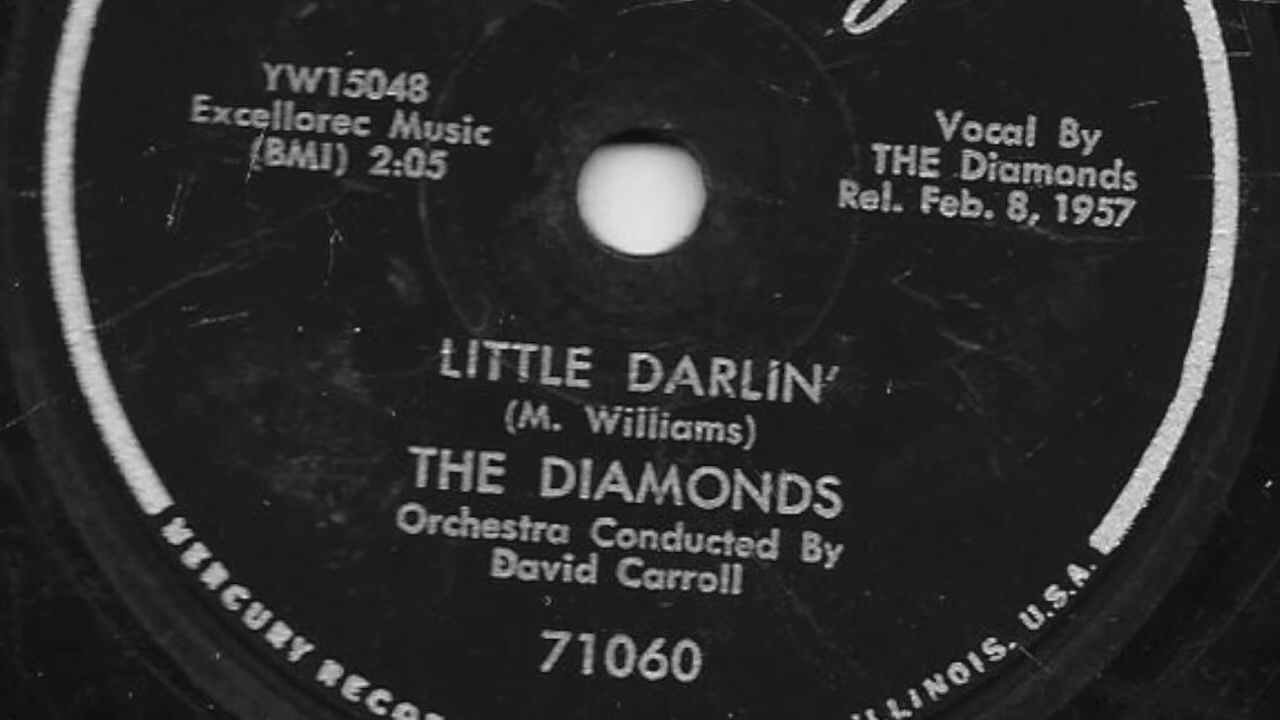 YW15048
Excellorec Music
(BMI) 2:05
Vocal By
THE Diamonds
Rel. Feb. 8, 1957
LITTLE DARLIN'
(M. Williams)
THE DIAMONDS
Orchestra Conducted By
David Carroll
71060
MERCURY
ILLINOIS, U.S.A.